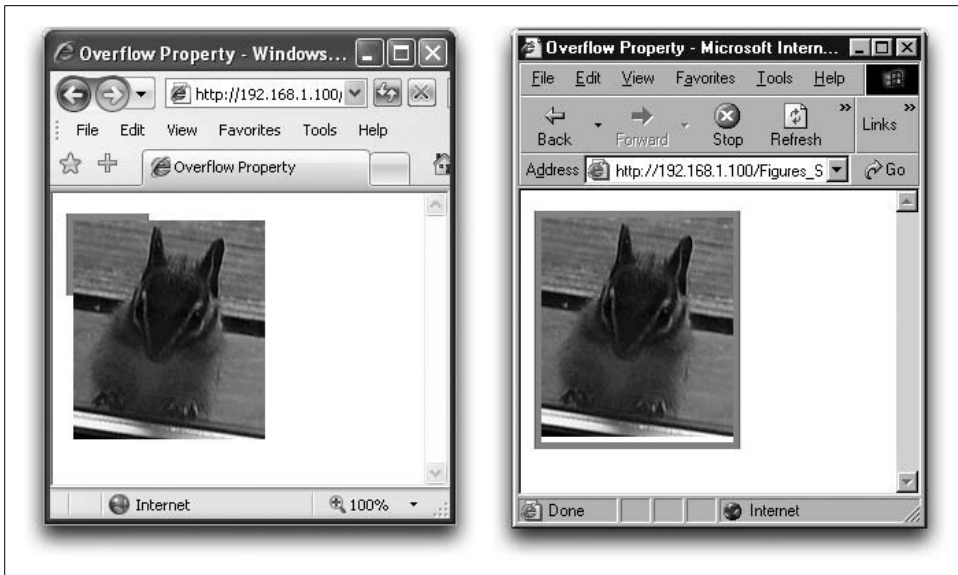 Overflow Property - Windows...
http://192.168.1.100/
File Edit View Favorites Tools Help
Overflow Property
Internet 100%
Overflow Property - Microsoft Intern...
File Edit View Favorites Tools Help
Back Forward Stop Refresh » Links »
Address http://192.168.1.100/Figures_S Go
Done Internet